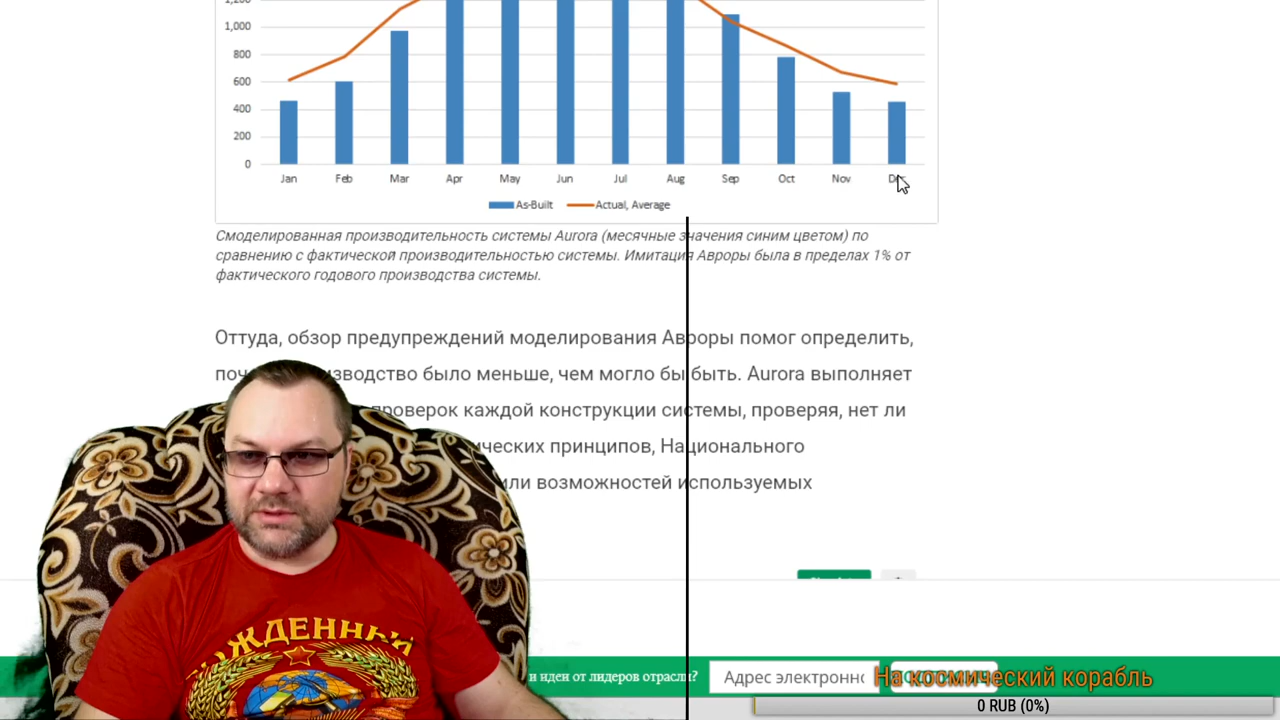 1,200
1,000
800
600
400
200
0
Jan Feb Mar Apr May Jun Jul Aug Sep Oct Nov
As-Built Actual, Average
Смоделированная производительность системы Aurora (месячные значения синим цветом) по
сравнению с фактической производительностью системы. Имитация Авроры была в пределах 1% от
фактического годового производства системы.
Оттуда, обзор предупреждений моделирования Авроры помог определить,
было меньше, чем могло бы быть. Aurora выполняет
проверок каждой конструкции системы, проверяя, нет ли
принципов, Национального
или возможностей используемых
и идеи от лидеров отрасли? Адрес
На космический корабль
0 RUB (0%)